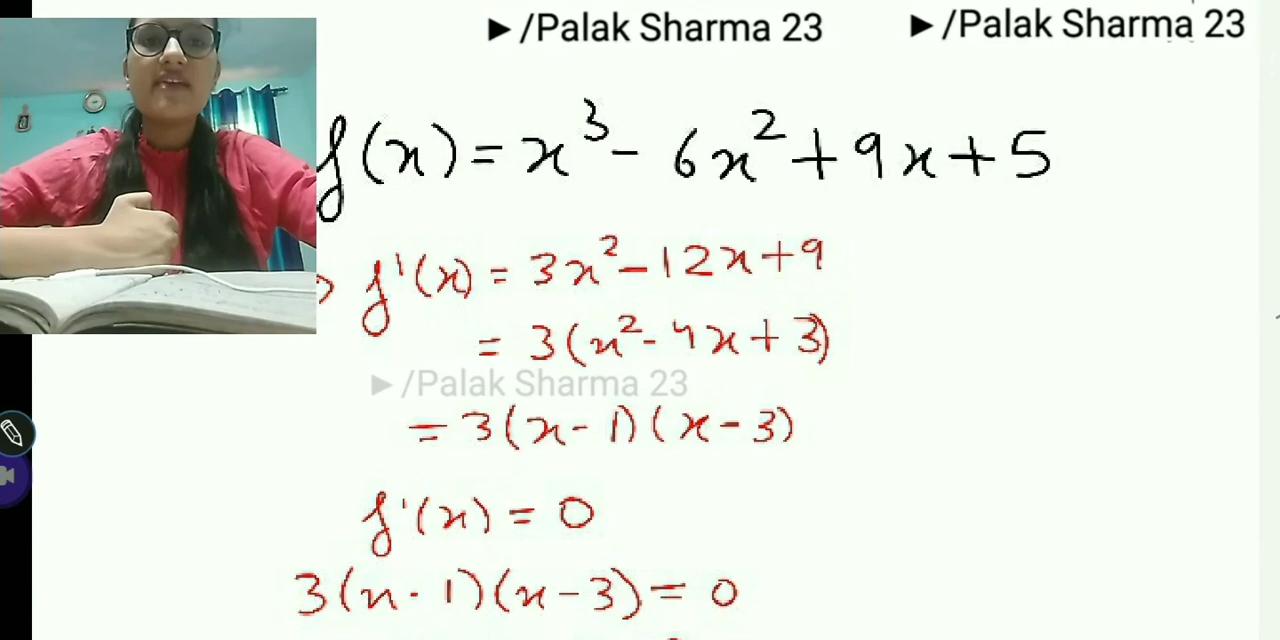 ►/Palak Sharma 23 ►/Palak Sharma 23
f(x) = x³ - 6x² + 9x + 5
f'(x) = 3x² - 12x + 9
= 3(x² - 4x + 3)
►/Palak Sharma 23
= 3(x - 1)(x - 3)
f'(x) = 0
3(x - 1)(x - 3) = 0